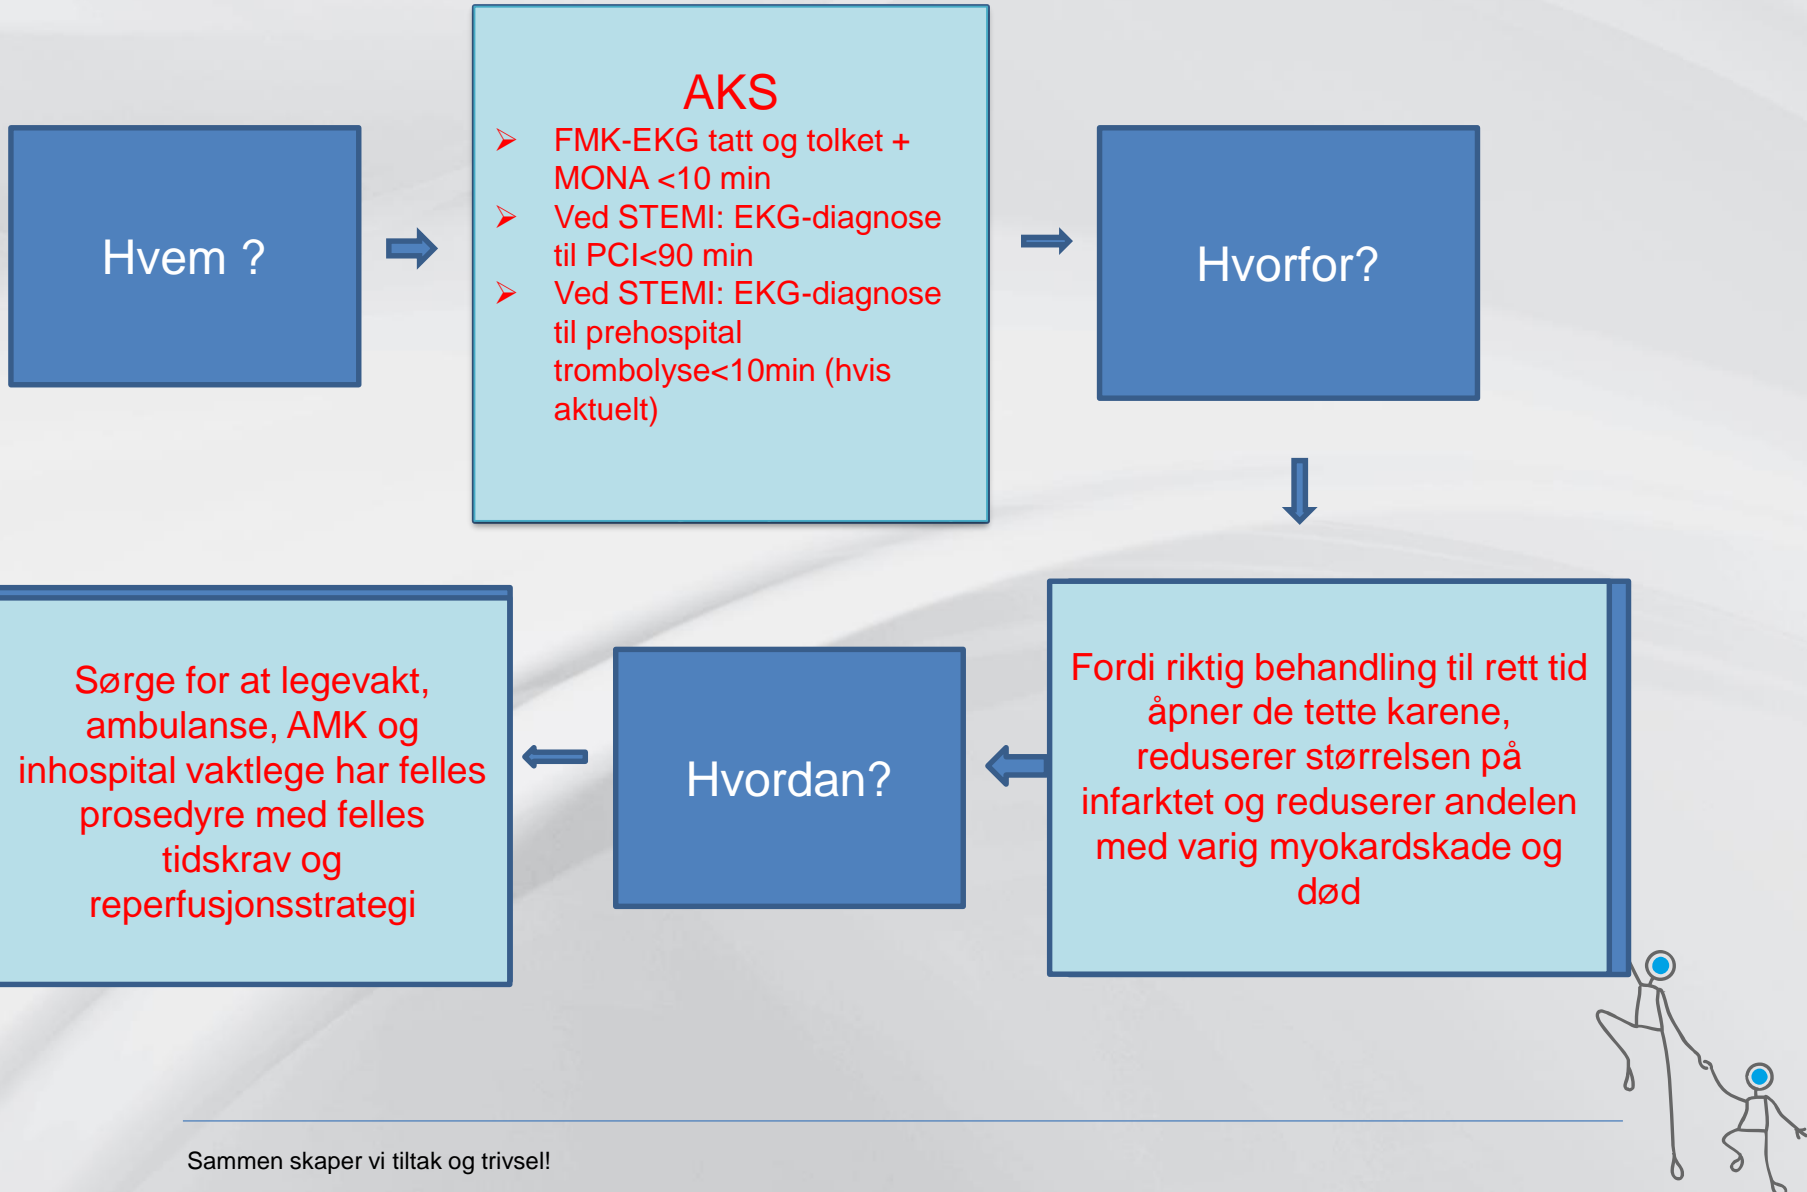 Hvem ?
AKS
➢ FMK-EKG tatt og tolket +
MONA <10 min
➢ Ved STEMI: EKG-diagnose
til PCI<90 min
➢ Ved STEMI: EKG-diagnose
til prehospital
trombolyse<10min (hvis
aktuelt)
Hvorfor?
Fordi riktig behandling til rett tid
åpner de tette karene,
reduserer størrelsen på
infarktet og reduserer andelen
med varig myokardskade og
død
Hvordan?
Sørge for at legevakt,
ambulanse, AMK og
inhospital vaktlege har felles
prosedyre med felles
tidskrav og
reperfusjonsstrategi
Sammen skaper vi tiltak og trivsel!